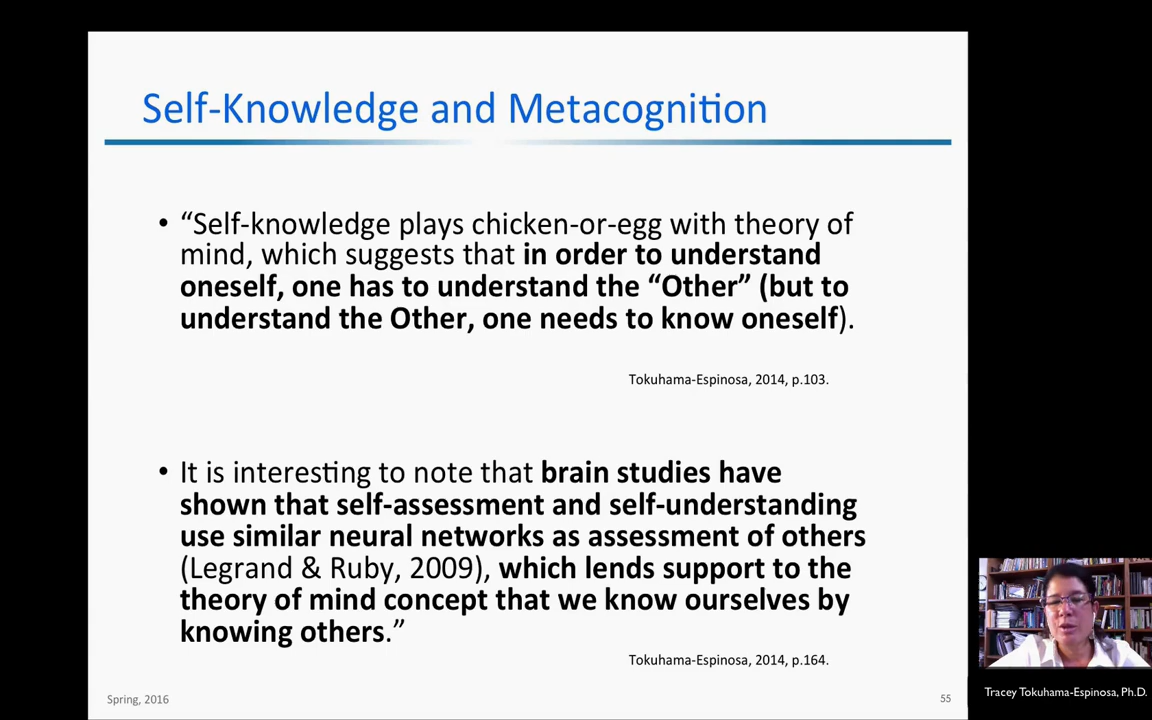 Self-Knowledge and Metacognition
• “Self-knowledge plays chicken-or-egg with theory of
mind, which suggests that in order to understand
oneself, one has to understand the “Other” (but to
understand the Other, one needs to know oneself).
Tokuhama-Espinosa, 2014, p.103.
• It is interesting to note that brain studies have
shown that self-assessment and self-understanding
use similar neural networks as assessment of others
(Legrand & Ruby, 2009), which lends support to the
theory of mind concept that we know ourselves by
knowing others.”
Tokuhama-Espinosa, 2014, p.164.
Spring, 2016
55
Tracey Tokuhama-Espinosa, Ph.D.